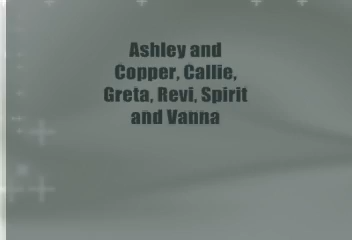 Ashley and
Copper, Callie,
Greta, Revi, Spirit
and Vanna